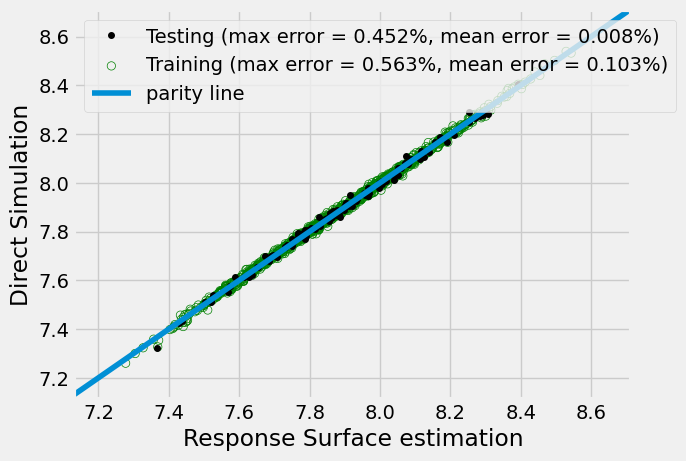 Testing (max error = 0.452%, mean error = 0.008%)
Training (max error = 0.563%, mean error = 0.103%)
parity line
8.6
8.4
8.2
8.0
7.8
7.6
7.4
7.2
Direct Simulation
7.2 7.4 7.6 7.8 8.0 8.2 8.4 8.6
Response Surface estimation